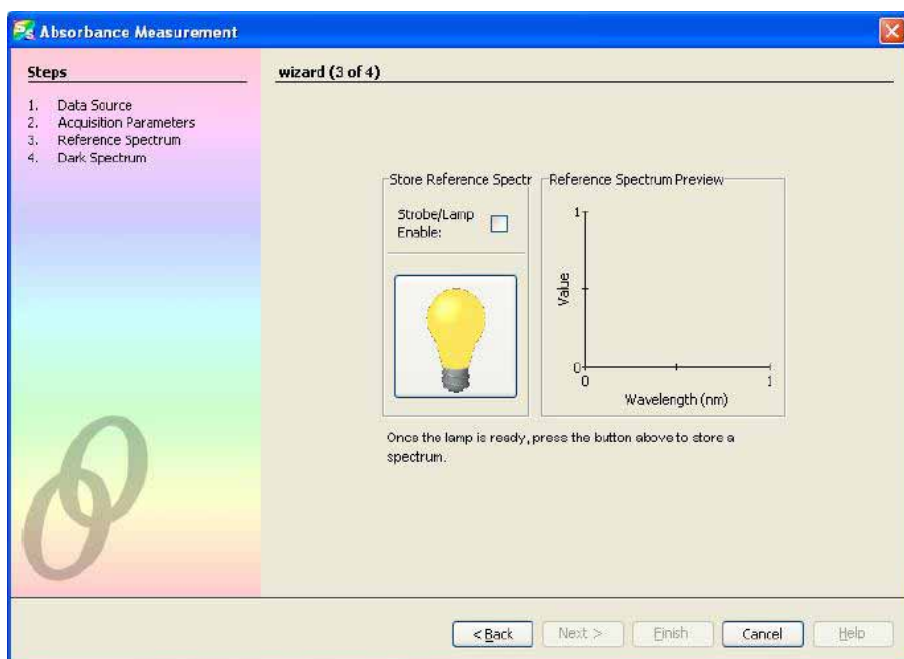 Absorbance Measurement
Steps
1. Data Source
2. Acquisition Parameters
3. Reference Spectrum
4. Dark Spectrum
wizard (3 of 4)
Store Reference Spectr
Strobe/Lamp
Enable:
Reference Spectrum Preview
1
Value
0
0
1
Wavelength (nm)
Once the lamp is ready, press the button above to store a
spectrum.
< Back
Next >
Finish
Cancel
Help